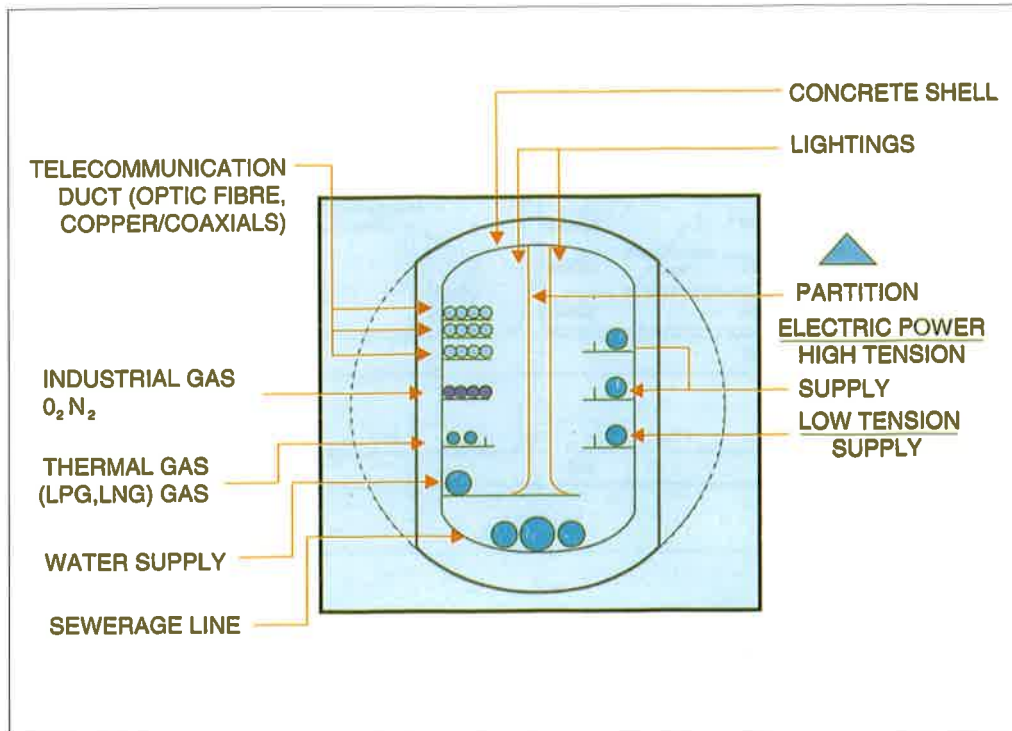 CONCRETE SHELL
LIGHTINGS
TELECOMMUNICATION
DUCT (OPTIC FIBRE,
COPPER/COAXIALS)
PARTITION
ELECTRIC POWER
HIGH TENSION
SUPPLY
LOW TENSION
SUPPLY
INDUSTRIAL GAS
0₂ N₂
THERMAL GAS
(LPG,LNG) GAS
WATER SUPPLY
SEWERAGE LINE